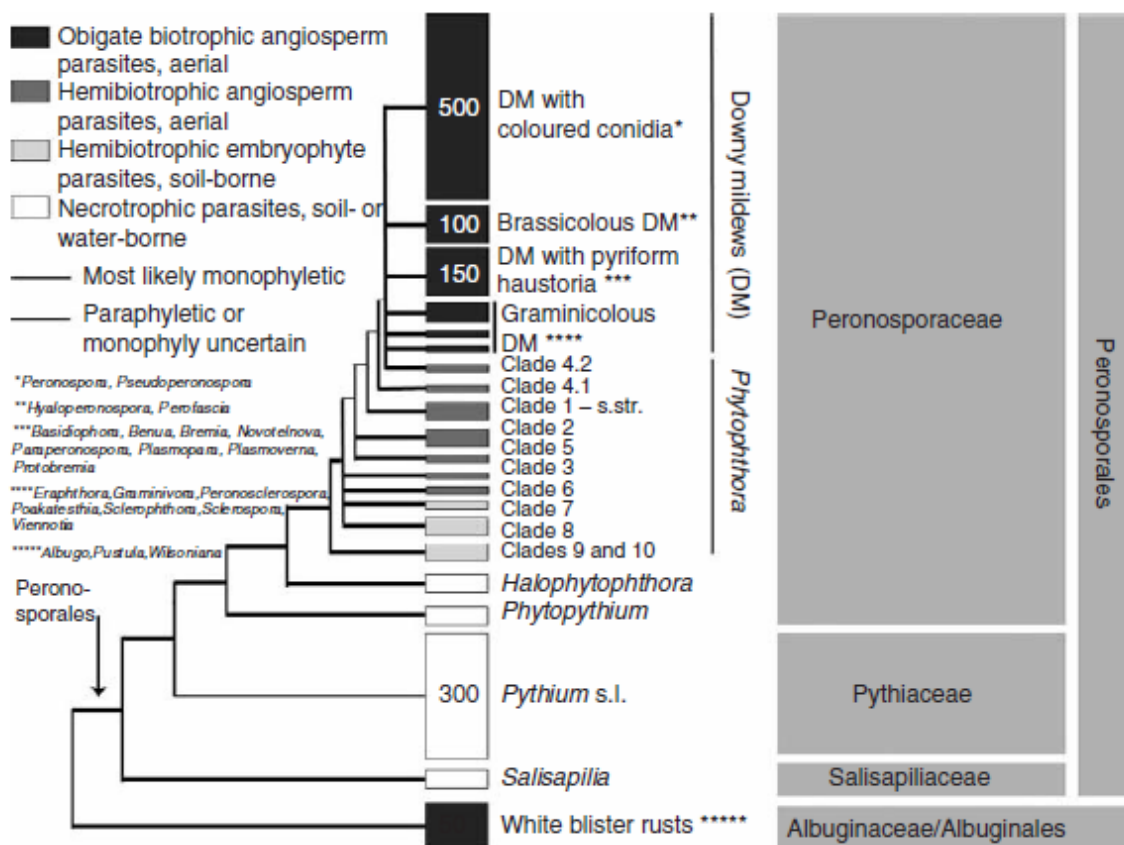 Obigate biotrophic angiosperm
parasites, aerial
Hemibiotrophic angiosperm
parasites, aerial
Hemibiotrophic embryophyte
parasites, soil-borne
Necrotrophic parasites, soil- or
water-borne
Most likely monophyletic
Paraphyletic or
monophyly uncertain
*Peronospora, Pseudoperonospora
**Hyaloperonospora, Perofascia
***Basidiophora, Benua, Bremia, Novotelnova,
Paraperonospora, Plasmopara, Plasmoverna,
Protobremia
****Eraphthora,Graminivora,Peronosclerospora,
Poakatesthia,Sclerophthora,Sclerospora,
Viennotia
*****Albugo,Pustula,Wilsoniana
Perono-
sporales
500
DM with
coloured conidia*
100
Brassicolous DM**
150
DM with pyriform
haustoria ***
Graminicolous
DM ****
Clade 4.2
Clade 4.1
Clade 1 – s.str.
Clade 2
Clade 5
Clade 3
Clade 6
Clade 7
Clade 8
Clades 9 and 10
Halophytophthora
Phytopythium
300
Pythium s.l.
Salisapilia
White blister rusts *****
Downy mildews (DM)
Phytophthora
Peronosporaceae
Pythiaceae
Salisapiliaceae
Albuginaceae/Albuginales
Peronosporales